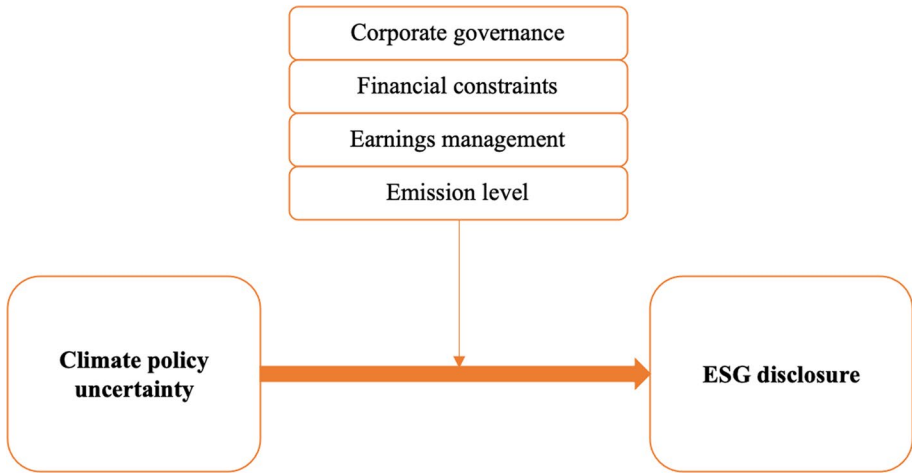 Corporate governance
Financial constraints
Earnings management
Emission level
Climate policy
uncertainty
ESG disclosure